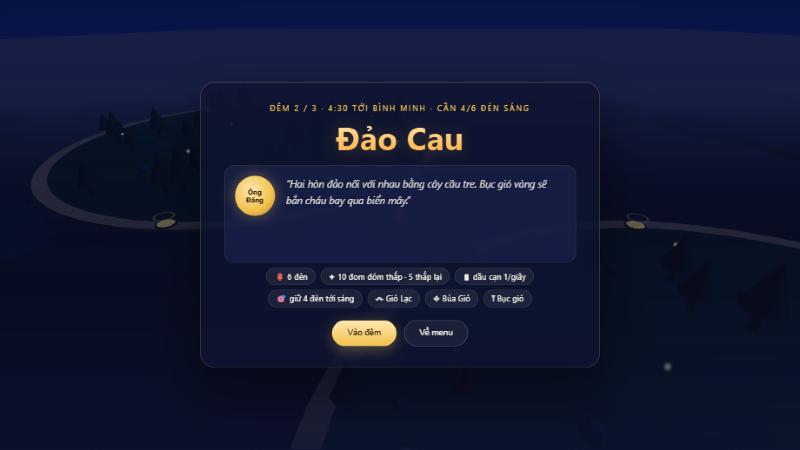 ĐÊM 2 / 3 · 4:30 TỚI BÌNH MINH · CẦN 4/6 ĐÈN SÁNG
Đảo Cau
Ông
Đăng
"Hai hòn đảo nối với nhau bằng cây cầu tre. Bục gió vàng sẽ
bắn cháu bay qua biển mây."
6 đèn
10 đom đóm thắp · 5 thắp lại
dầu cạn 1/giây
giữ 4 đèn tới sáng
Gió Lạc
Bùa Gió
Bục gió
Vào đêm
Về menu